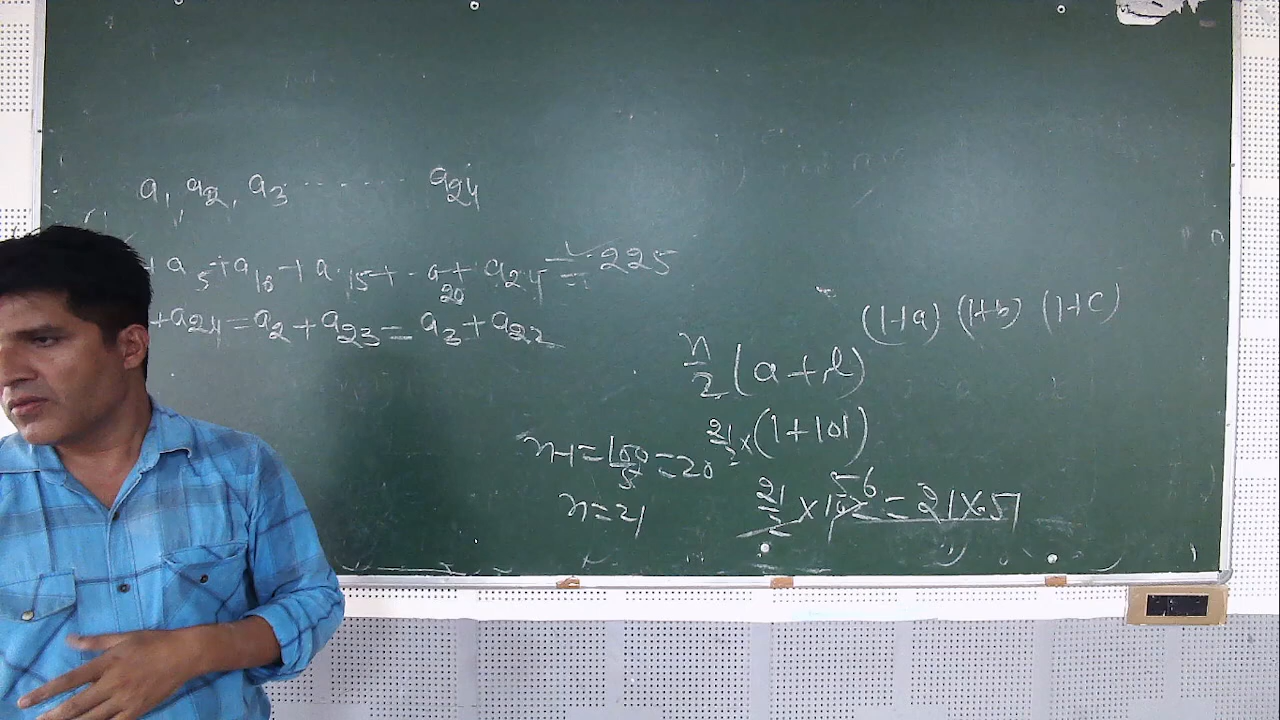 a₁, a₂, a₃ ........ a₂₄
+ a₅ + a₁₀ + a₁₅ + a₂₀ + a₂₄ = 225
+ a₂₄ = a₂ + a₂₃ = a₃ + a₂₂
(1+a) (1+b) (1+c)
n/2 (a+l)
21/2 × (1+101)
n-1 = 100/5 = 20
n = 21
21/2 × 102 = 21×51